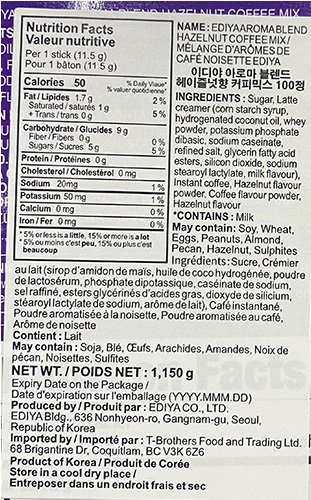 HAZELNUT COFFEE MIX
Nutrition Facts
Valeur nutritive
Per 1 stick (11.5 g)
Pour 1 bâton (11.5 g)
Calories 50
% Daily Value*
% valeur quotidienne*
Fat / Lipides 1.7 g 2%
Saturated / saturés 1 g
+ Trans / trans 0 g 5%
Carbohydrate / Glucides 9 g
Fiber / Fibres 0 g 0%
Sugars / Sucres 5 g 5%
Protein / Protéines 0 g
Cholesterol / Cholestérol 0 mg
Sodium 20mg 1%
Potassium 50 mg 1%
Calcium 0 mg 0%
Iron / Fer 0 mg 0%
* 5% or less is a little, 15% or more is a lot
* 5% ou moins c'est peu, 15% ou plus c'est
beaucoup
NAME : EDIYA AROMA BLEND
HAZELNUT COFFEE MIX /
MÉLANGE D'ARÔMES DE
CAFÉ NOISETTE EDIYA
이디야 아로마 블렌드
헤이즐넛향 커피믹스 100정
INGREDIENTS : Sugar, Latte
creamer (corn starch syrup,
hydrogenated coconut oil, whey
powder, potassium phosphate
dibasic, sodium caseinate,
refined salt, glycerin fatty acid
esters, silicon dioxide, sodium
stearoyl lactylate, milk flavour),
Instant coffee, Hazelnut flavour
powder, Coffee flavour powder,
Hazelnut flavour
*CONTAINS : Milk
May contain: Soy, Wheat,
Eggs, Peanuts, Almond,
Pecan, Hazelnut, Sulphites
Ingrédients : Sucre, Crémier
au lait (sirop d'amidon de maïs, huile de coco hydrogénée, poudre
de lactosérum, phosphate dipotassique, caséinate de sodium,
sel raffiné, esters glycérinés d'acides gras, dioxyde de silicium,
stéaroyl lactylate de sodium, arôme de lait), Café instantané,
Poudre aromatisée à la noisette, Poudre aromatisée au café,
Arôme de noisette
Contient : Lait
May contain : Soja, Blé, Œufs, Arachides, Amandes, Noix de
pécan, Noisettes, Sulfites
NET WT. / POIDS NET : 1,150 g
Expiry Date on the Package /
Date d'expiration sur l'emballage (YYYY.MMM.DD)
Produced by / Produit par : EDIYA CO., LTD.
EDIYA Bldg., 636 Nonhyeon-ro, Gangnam-gu, Seoul,
Republic of Korea
Imported by / Importé par : T-Brothers Food and Trading Ltd.
68 Brigantine Dr, Coquitlam, BC V3K 6Z6
Product of Korea / Produit de Corée
Store in a cool dry place /
Entreposer dans un endroit frais et sec